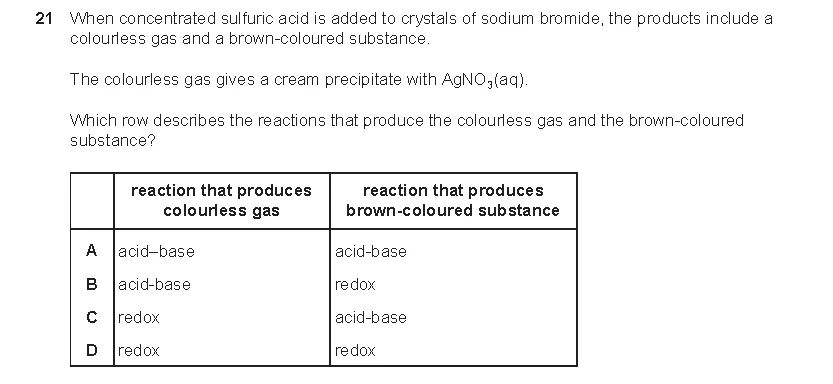 21 When concentrated sulfuric acid is added to crystals of sodium bromide, the products include a
colourless gas and a brown-coloured substance.
The colourless gas gives a cream precipitate with AgNO₃(aq).
Which row describes the reactions that produce the colourless gas and the brown-coloured
substance?
reaction that produces colourless gas | reaction that produces brown-coloured substance
A acid–base acid-base
B acid-base redox
C redox acid-base
D redox redox